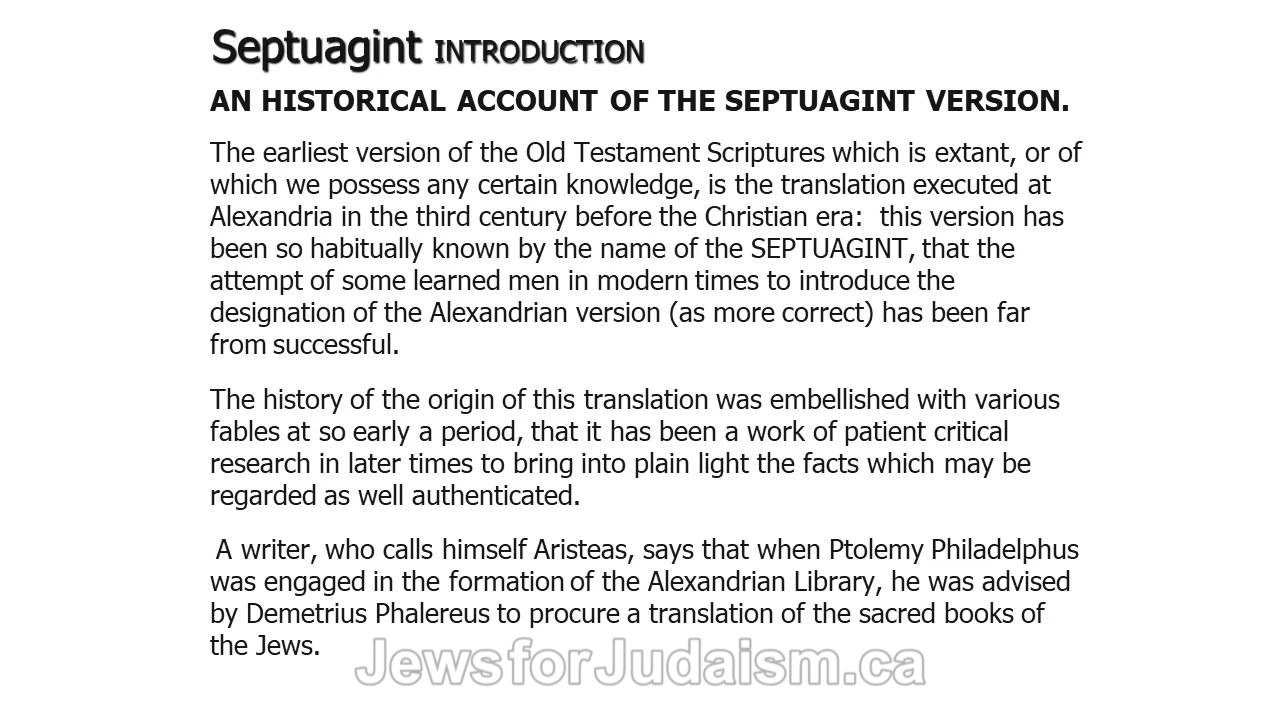 Septuagint INTRODUCTION
AN HISTORICAL ACCOUNT OF THE SEPTUAGINT VERSION.
The earliest version of the Old Testament Scriptures which is extant, or of
which we possess any certain knowledge, is the translation executed at
Alexandria in the third century before the Christian era:  this version has
been so habitually known by the name of the SEPTUAGINT, that the
attempt of some learned men in modern times to introduce the
designation of the Alexandrian version (as more correct) has been far
from successful.
The history of the origin of this translation was embellished with various
fables at so early a period, that it has been a work of patient critical
research in later times to bring into plain light the facts which may be
regarded as well authenticated.
A writer, who calls himself Aristeas, says that when Ptolemy Philadelphus
was engaged in the formation of the Alexandrian Library, he was advised
by Demetrius Phalereus to procure a translation of the sacred books of
the Jews.
JewsforJudaism.ca